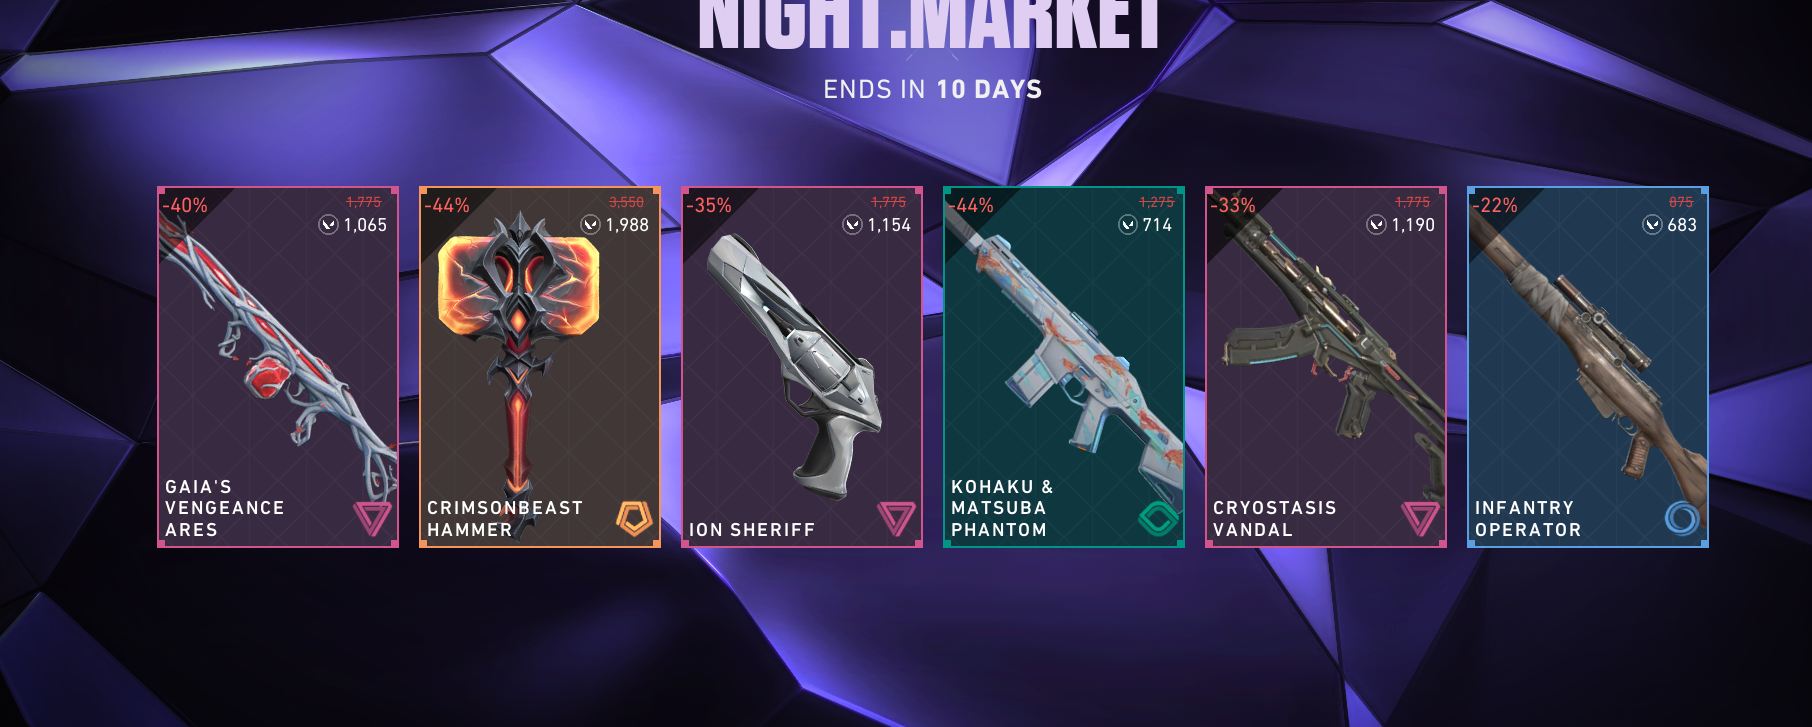 NIGHT.MARKET
ENDS IN 10 DAYS
-40%
1,775
1,065
GAIA'S
VENGEANCE
ARES
-44%
3,550
1,988
CRIMSONBEAST
HAMMER
-35%
1,775
1,154
ION SHERIFF
-44%
1,275
714
KOHAKU &
MATSUBA
PHANTOM
-33%
1,775
1,190
CRYOSTASIS
VANDAL
-22%
875
683
INFANTRY
OPERATOR